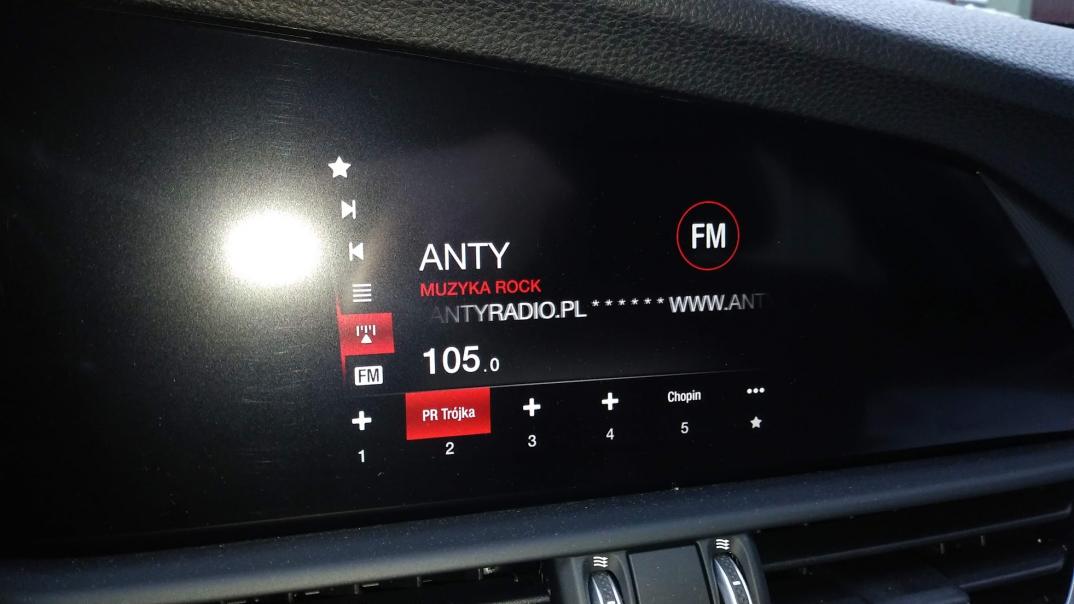 ANTY
FM
MUZYKA ROCK
ANTYRADIO.PL ****** WWW.ANT
105.0
FM
PR Trójka
Chopin
1
2
3
4
5